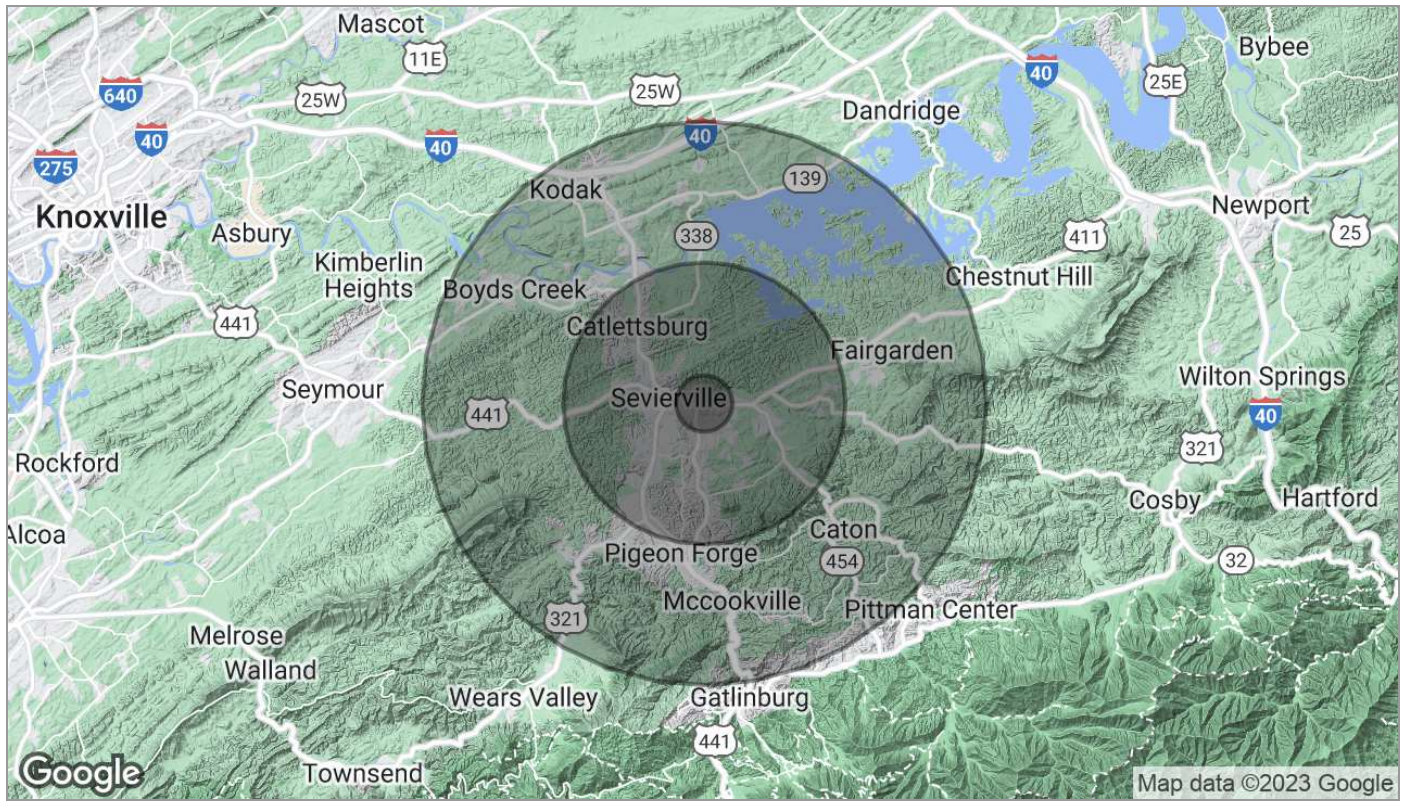 Mascot
11E
Bybee
640
25W
25W
40
25E
Dandridge
40
40
40
275
139
Kodak
Knoxville
Newport
Asbury
338
411
25
Kimberlin
Heights
Chestnut Hill
Boyds Creek
441
Catlettsburg
Fairgarden
Seymour
Wilton Springs
Sevierville
441
40
321
Rockford
Cosby
Hartford
Alcoa
Caton
Pigeon Forge
454
32
Mccookville
Pittman Center
321
Melrose
Walland
Wears Valley
Gatlinburg
441
Townsend
Google
Map data ©2023 Google